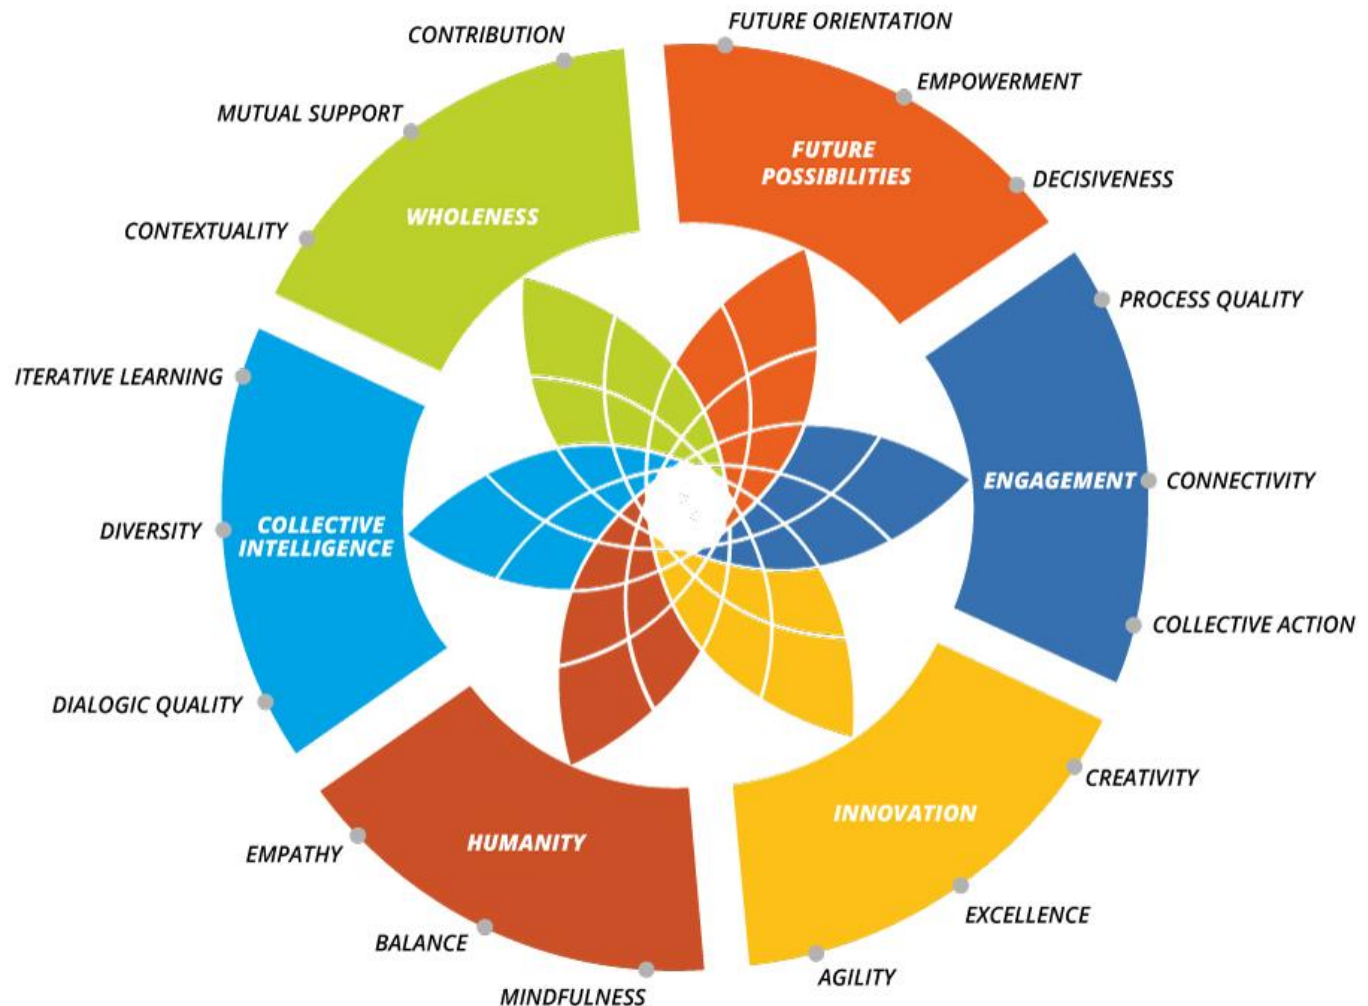 FUTURE ORIENTATION
EMPOWERMENT
DECISIVENESS
FUTURE
POSSIBILITIES
PROCESS QUALITY
CONNECTIVITY
COLLECTIVE ACTION
ENGAGEMENT
CREATIVITY
EXCELLENCE
AGILITY
INNOVATION
MINDFULNESS
BALANCE
EMPATHY
HUMANITY
DIALOGIC QUALITY
DIVERSITY
ITERATIVE LEARNING
COLLECTIVE
INTELLIGENCE
CONTEXTUALITY
MUTUAL SUPPORT
CONTRIBUTION
WHOLENESS